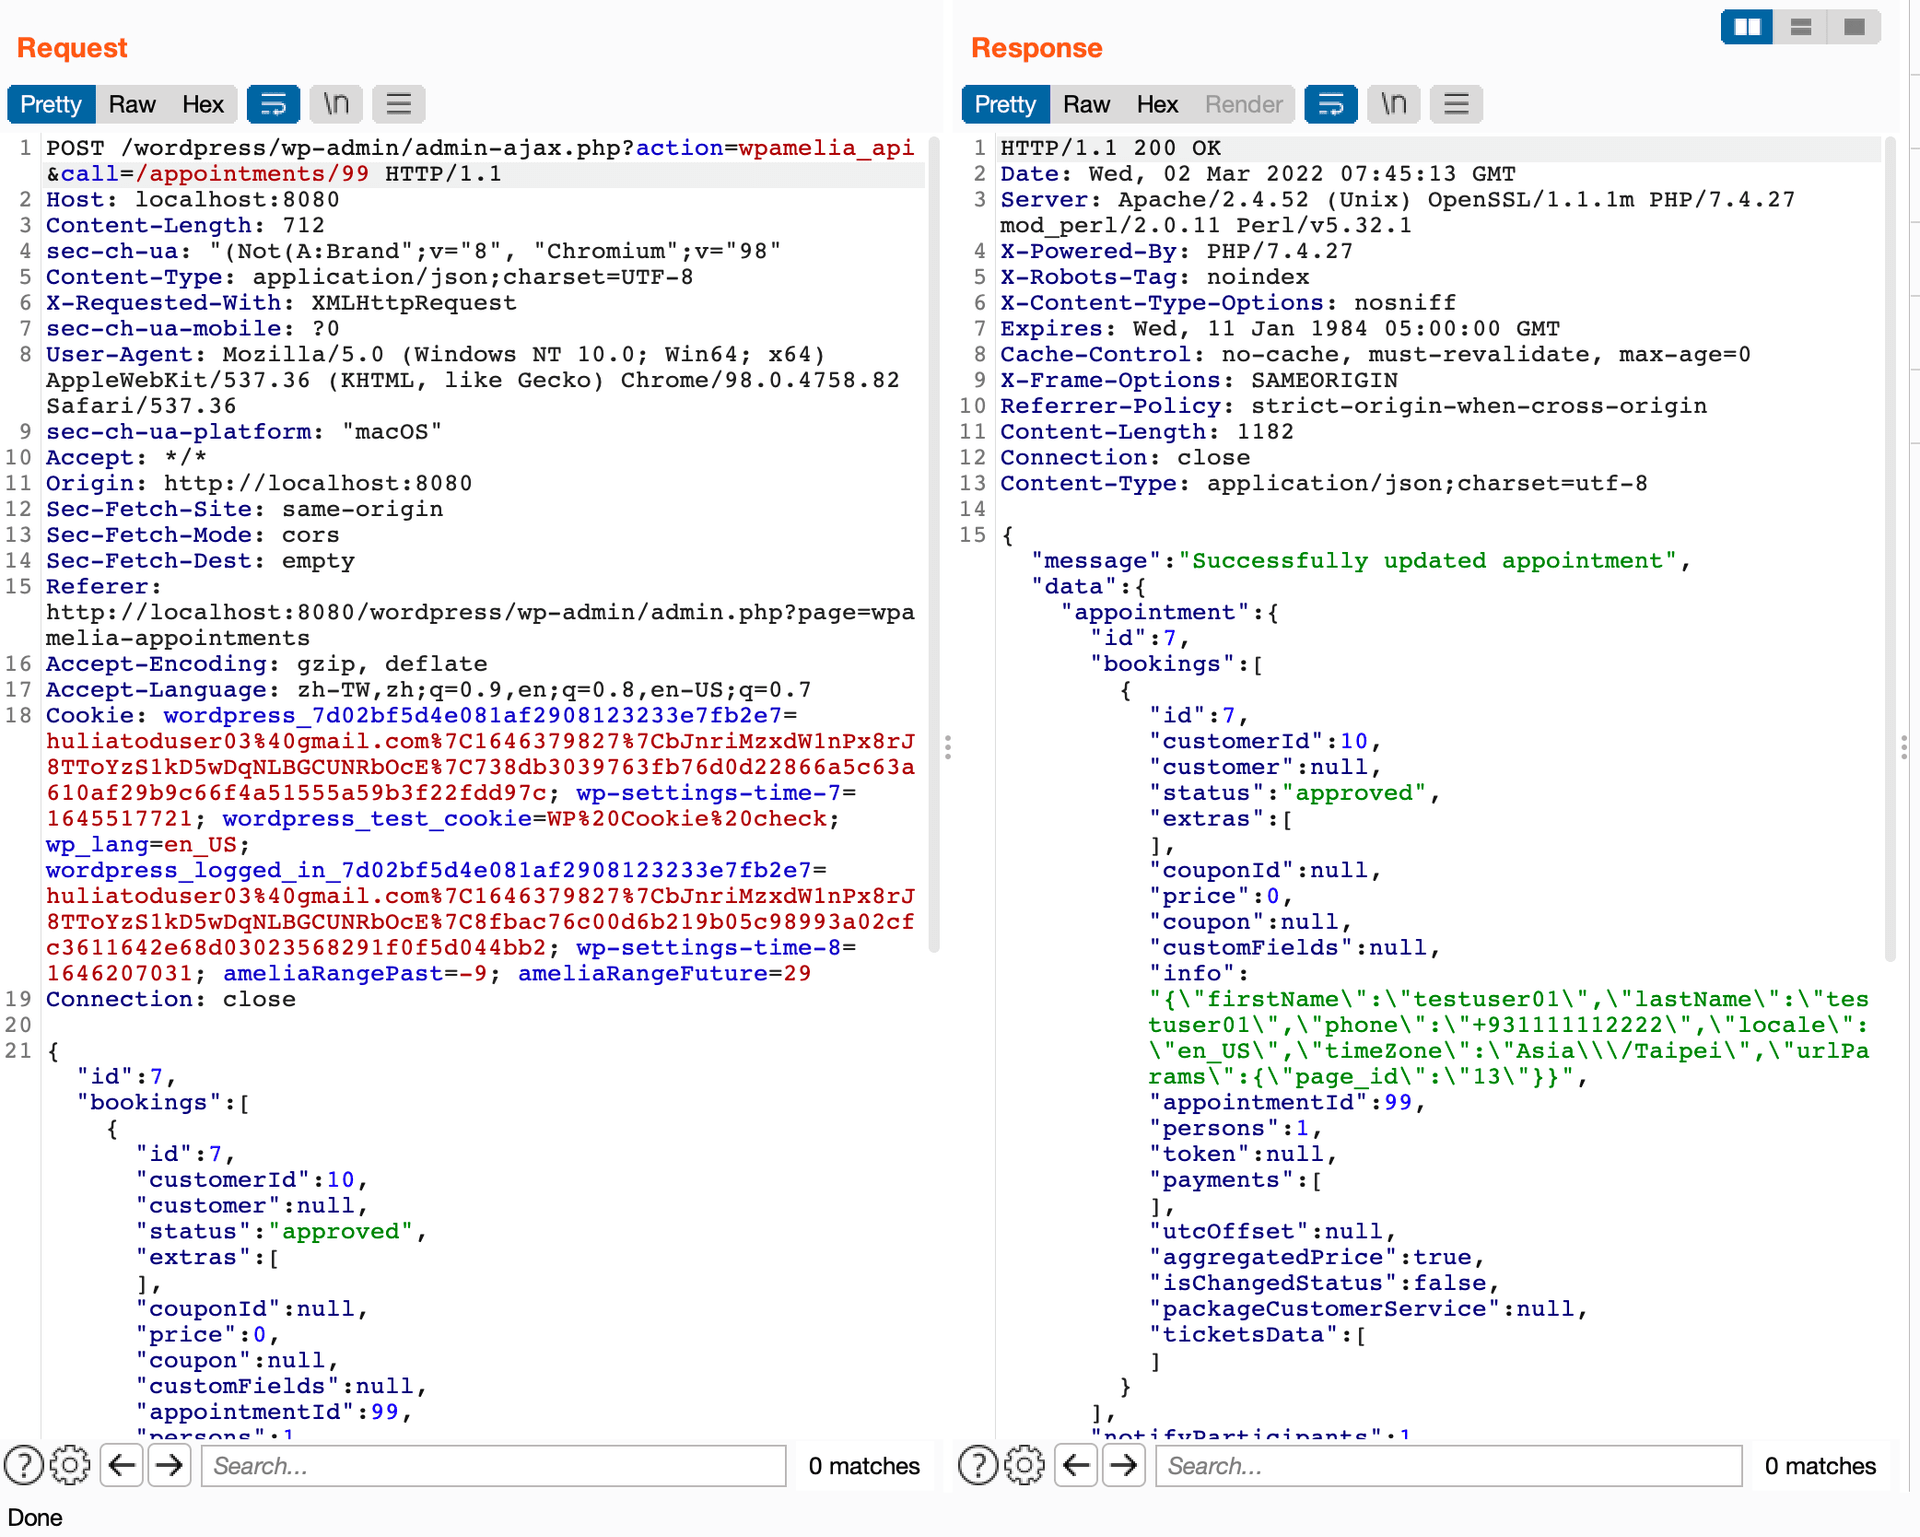 Request
Pretty Raw Hex \n
1 POST /wordpress/wp-admin/admin-ajax.php?action=wpamelia_api
&call=/appointments/99 HTTP/1.1
2 Host: localhost:8080
3 Content-Length: 712
4 sec-ch-ua: "(Not(A:Brand";v="8", "Chromium";v="98"
5 Content-Type: application/json;charset=UTF-8
6 X-Requested-With: XMLHttpRequest
7 sec-ch-ua-mobile: ?0
8 User-Agent: Mozilla/5.0 (Windows NT 10.0; Win64; x64)
AppleWebKit/537.36 (KHTML, like Gecko) Chrome/98.0.4758.82
Safari/537.36
9 sec-ch-ua-platform: "macOS"
10 Accept: */*
11 Origin: http://localhost:8080
12 Sec-Fetch-Site: same-origin
13 Sec-Fetch-Mode: cors
14 Sec-Fetch-Dest: empty
15 Referer:
http://localhost:8080/wordpress/wp-admin/admin.php?page=wpa
melia-appointments
16 Accept-Encoding: gzip, deflate
17 Accept-Language: zh-TW,zh;q=0.9,en;q=0.8,en-US;q=0.7
18 Cookie: wordpress_7d02bf5d4e081af2908123233e7fb2e7=
huliatoduser03%40gmail.com%7C1646379827%7CbJnriMzxdW1nPx8rJ
8TToYzS1kD5wDqNLBGCUNRbOcE%7C738db3039763fb76d0d22866a5c63a
610af29b9c66f4a51555a59b3f22fdd97c; wp-settings-time-7=
1645517721; wordpress_test_cookie=WP%20Cookie%20check;
wp_lang=en_US;
wordpress_logged_in_7d02bf5d4e081af2908123233e7fb2e7=
huliatoduser03%40gmail.com%7C1646379827%7CbJnriMzxdW1nPx8rJ
8TToYzS1kD5wDqNLBGCUNRbOcE%7C8fbac76c00d6b219b05c98993a02cf
c3611642e68d03023568291f0f5d044bb2; wp-settings-time-8=
1646207031; ameliaRangePast=-9; ameliaRangeFuture=29
19 Connection: close
20
21 {
"id":7,
"bookings":[
{
"id":7,
"customerId":10,
"customer":null,
"status":"approved",
"extras":[
],
"couponId":null,
"price":0,
"coupon":null,
"customFields":null,
"appointmentId":99,
"persons":1
Search...
0 matches
Response
Pretty Raw Hex Render \n
1 HTTP/1.1 200 OK
2 Date: Wed, 02 Mar 2022 07:45:13 GMT
3 Server: Apache/2.4.52 (Unix) OpenSSL/1.1.1m PHP/7.4.27
mod_perl/2.0.11 Perl/v5.32.1
4 X-Powered-By: PHP/7.4.27
5 X-Robots-Tag: noindex
6 X-Content-Type-Options: nosniff
7 Expires: Wed, 11 Jan 1984 05:00:00 GMT
8 Cache-Control: no-cache, must-revalidate, max-age=0
9 X-Frame-Options: SAMEORIGIN
10 Referrer-Policy: strict-origin-when-cross-origin
11 Content-Length: 1182
12 Connection: close
13 Content-Type: application/json;charset=utf-8
14
15 {
"message":"Successfully updated appointment",
"data":{
"appointment":{
"id":7,
"bookings":[
{
"id":7,
"customerId":10,
"customer":null,
"status":"approved",
"extras":[
],
"couponId":null,
"price":0,
"coupon":null,
"customFields":null,
"info":
"{\"firstName\":\"testuser01\",\"lastName\":\"tes
tuser01\",\"phone\":\"+931111112222\",\"locale\":
\"en_US\",\"timeZone\":\"Asia\\\/Taipei\",\"urlPa
rams\":{\"page_id\":\"13\"}}",
"appointmentId":99,
"persons":1,
"token":null,
"payments":[
],
"utcOffset":null,
"aggregatedPrice":true,
"isChangedStatus":false,
"packageCustomerService":null,
"ticketsData":[
]
}
],
"notifyParticipants":1
Search...
0 matches
Done